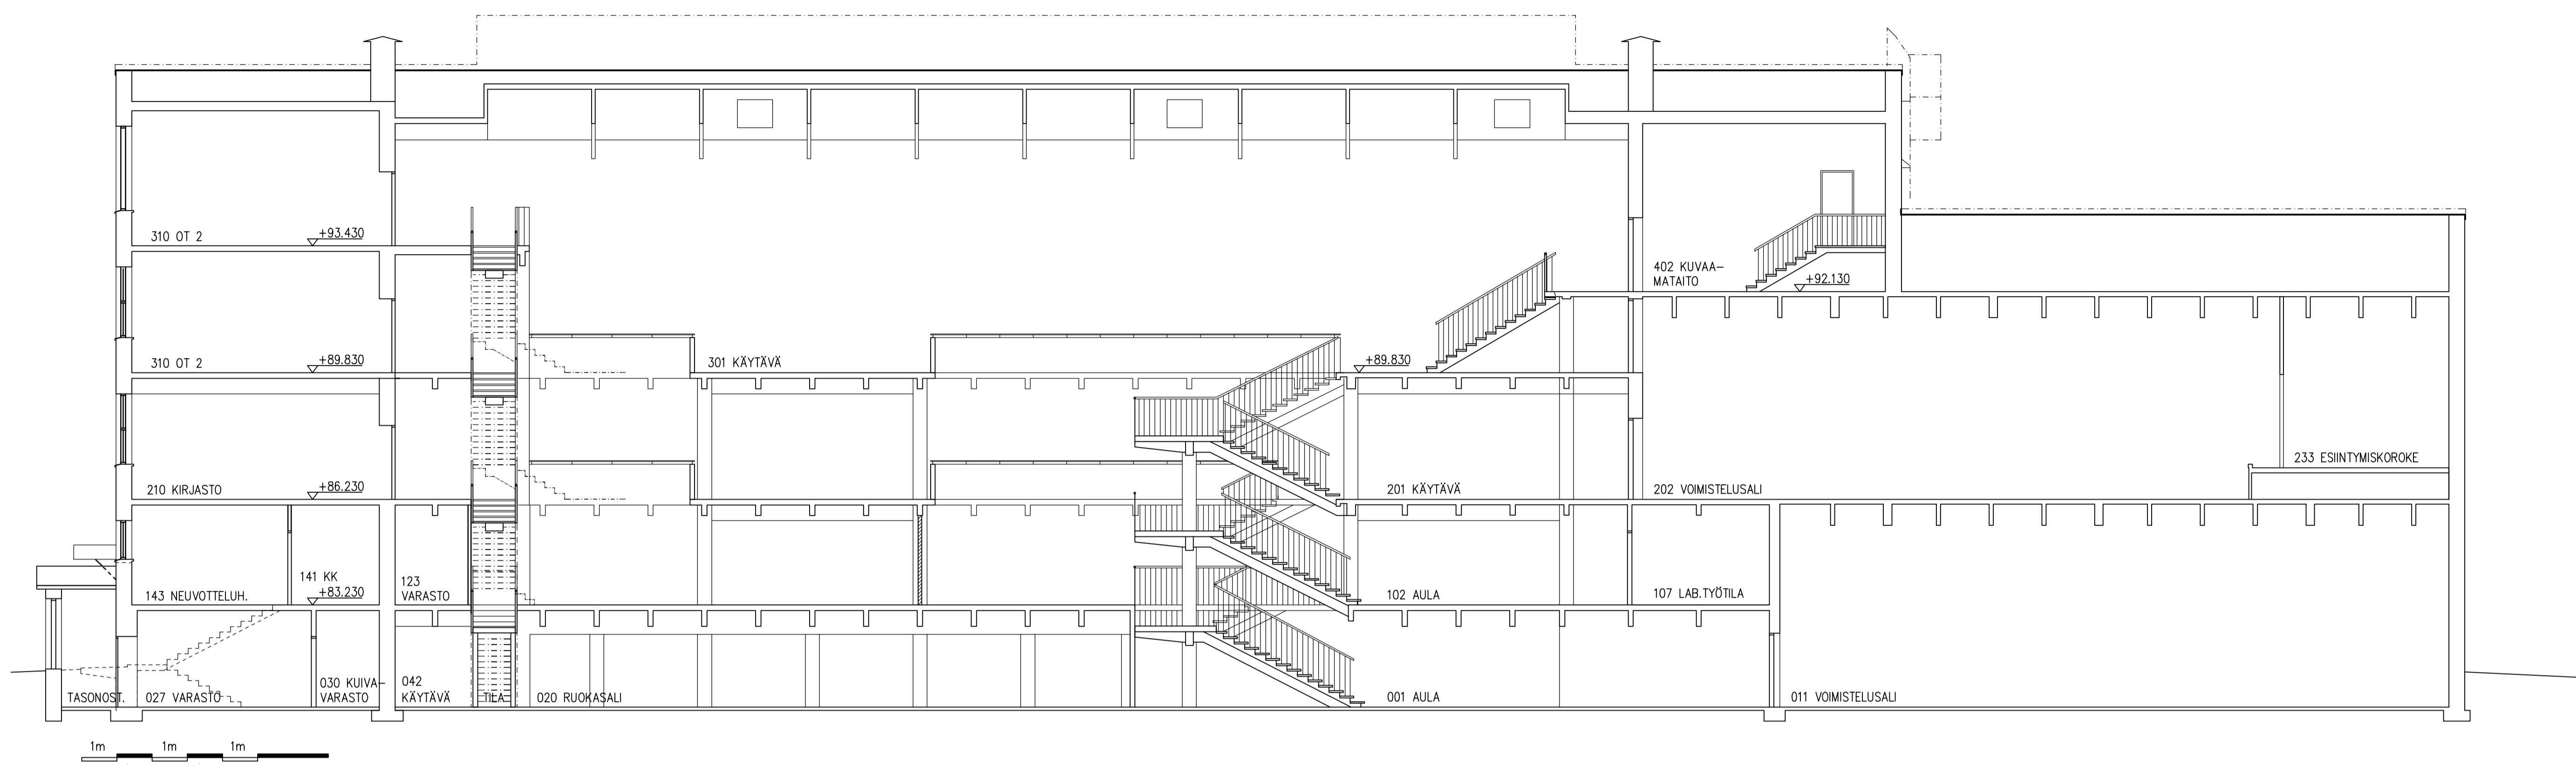 310 OT 2
+93.430
402 KUVAA-
MATAITO
+92.130
310 OT 2
+89.830
301 KÄYTÄVÄ
+89.830
210 KIRJASTO
+86.230
201 KÄYTÄVÄ
202 VOIMISTELUSALI
233 ESIINTYMISKOROKE
143 NEUVOTTELUH.
141 KK
+83.230
123
VARASTO
102 AULA
107 LAB.TYÖTILA
TASONOST.
027 VARASTO
030 KUIVA-
VARASTO
042
KÄYTÄVÄ
TILA
020 RUOKASALI
001 AULA
011 VOIMISTELUSALI
1m 1m 1m